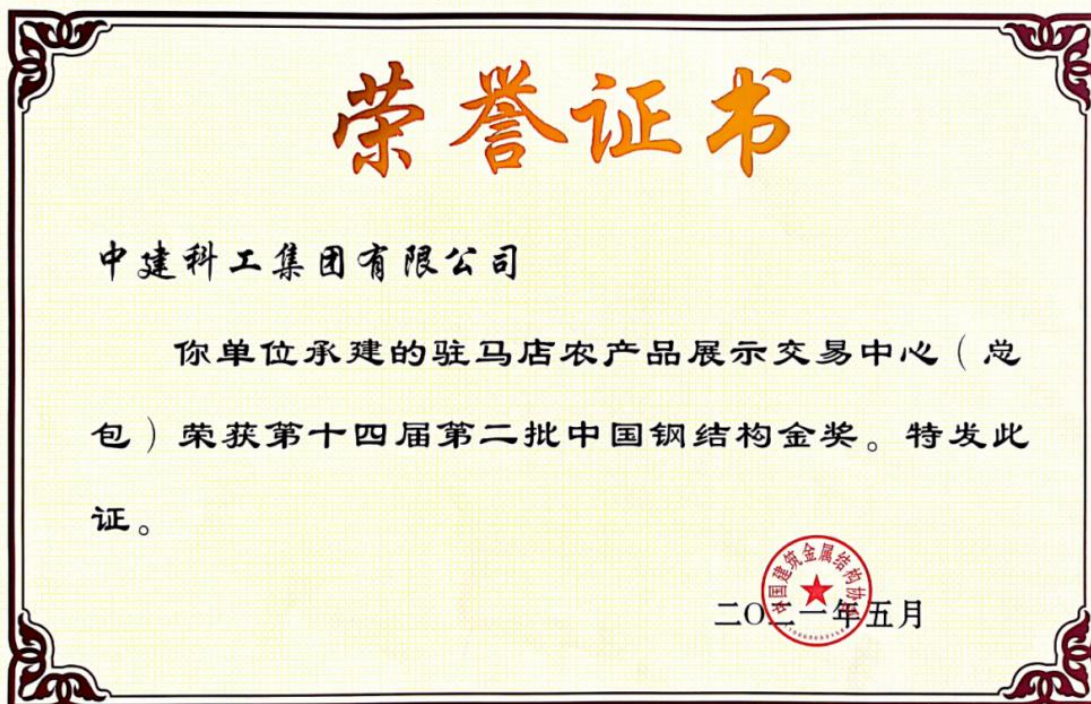 荣誉证书
中建科工集团有限公司
你单位承建的驻马店农产品展示交易中心（总
包）荣获第十四届第二批中国钢结构金奖。特发此
证。
中国建筑金属结构协会
二〇二一年五月